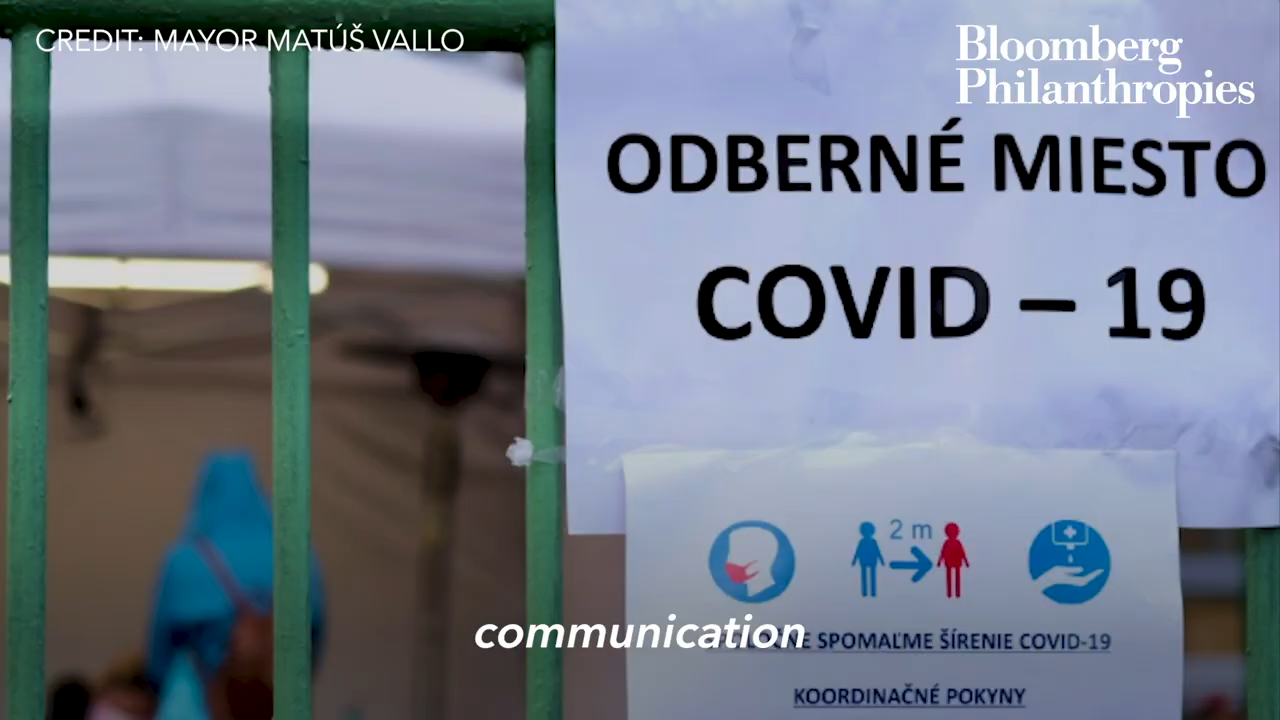 CREDIT: MAYOR MATÚŠ VALLO
Bloomberg
Philanthropies
ODBERNÉ MIESTO
COVID – 19
2 m
communication
SPOMAĽME ŠÍRENIE COVID-19
KOORDINAČNÉ POKYNY